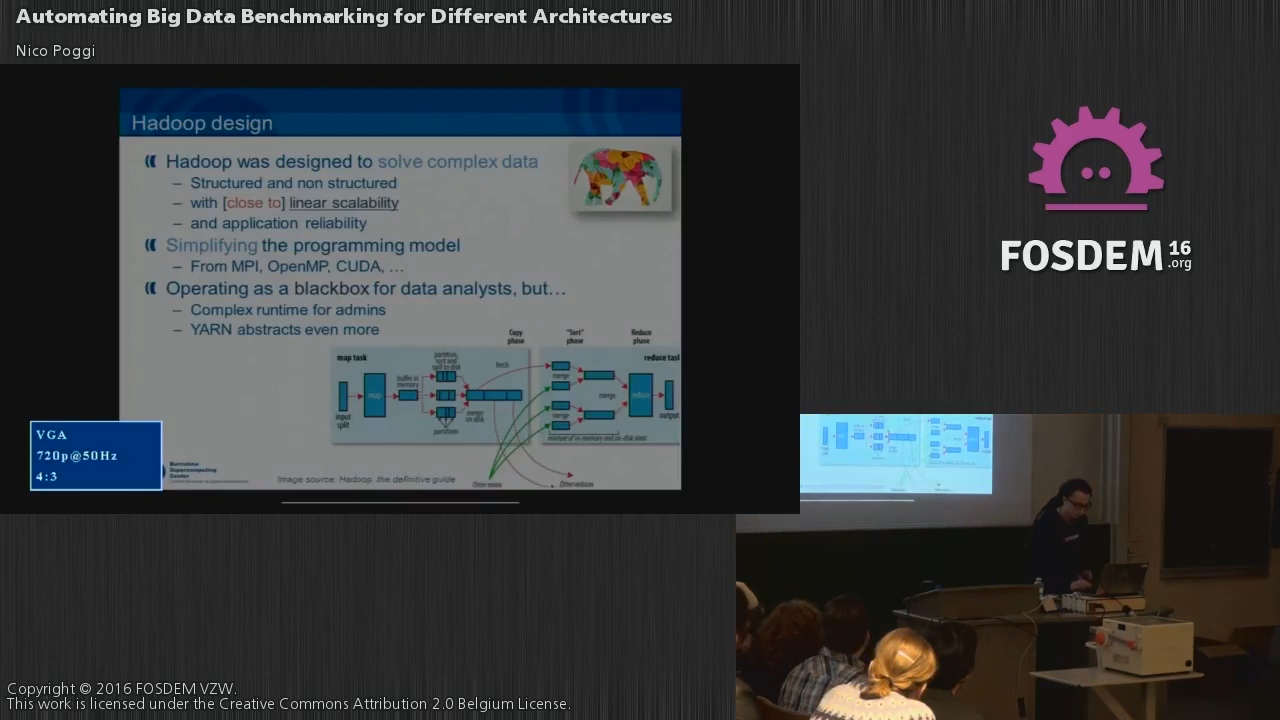 Automating Big Data Benchmarking for Different Architectures
Nico Poggi
Hadoop design
Hadoop was designed to solve complex data
– Structured and non structured
– with [close to] linear scalability
– and application reliability
Simplifying the programming model
– From MPI, OpenMP, CUDA, …
Operating as a blackbox for data analysts, but…
– Complex runtime for admins
– YARN abstracts even more
Copy phase
"Sort" phase
Reduce phase
map task
reduce task
partition, sort and spill to disk
fetch
buffer in memory
map
input split
merge on disk
partitions
merge
merge
merge
reduce
output
mixture of in-memory and on-disk data
Other maps
Other reduces
Image source: Hadoop, the definitive guide
Barcelona
Supercomputing
Center
VGA
720p@50Hz
4:3
FOSDEM 16
.org
Copyright © 2016 FOSDEM VZW.
This work is licensed under the Creative Commons Attribution 2.0 Belgium License.